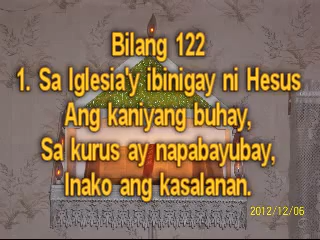 Bilang 122
1. Sa Iglesia'y ibinigay ni Hesus
Ang kaniyang buhay,
Sa kurus ay napabayubay,
Inako ang kasalanan.
2012/12/06